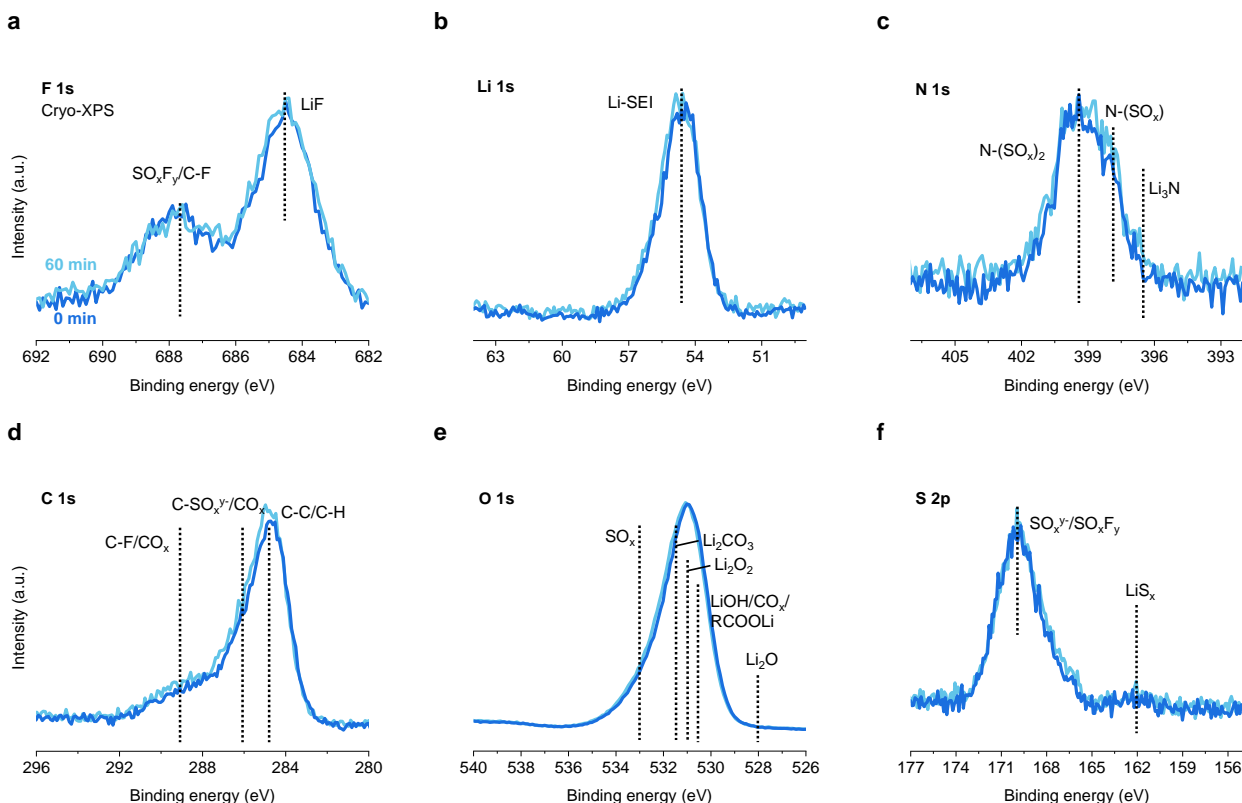 a
F 1s
Cryo-XPS
LiF
SOₓFᵧ/C-F
60 min
0 min
Intensity (a.u.)
692 690 688 686 684 682
Binding energy (eV)
b
Li 1s
Li-SEI
63 60 57 54 51
Binding energy (eV)
c
N 1s
N-(SOₓ)
N-(SOₓ)₂
Li₃N
405 402 399 396 393
Binding energy (eV)
d
C 1s
C-SOₓʸ⁻/COₓ
C-C/C-H
C-F/COₓ
Intensity (a.u.)
296 292 288 284 280
Binding energy (eV)
e
O 1s
SOₓ
Li₂CO₃
Li₂O₂
LiOH/COₓ/
RCOOLi
Li₂O
540 538 536 534 532 530 528 526
Binding energy (eV)
f
S 2p
SOₓʸ⁻/SOₓFᵧ
LiSₓ
177 174 171 168 165 162 159 156
Binding energy (eV)